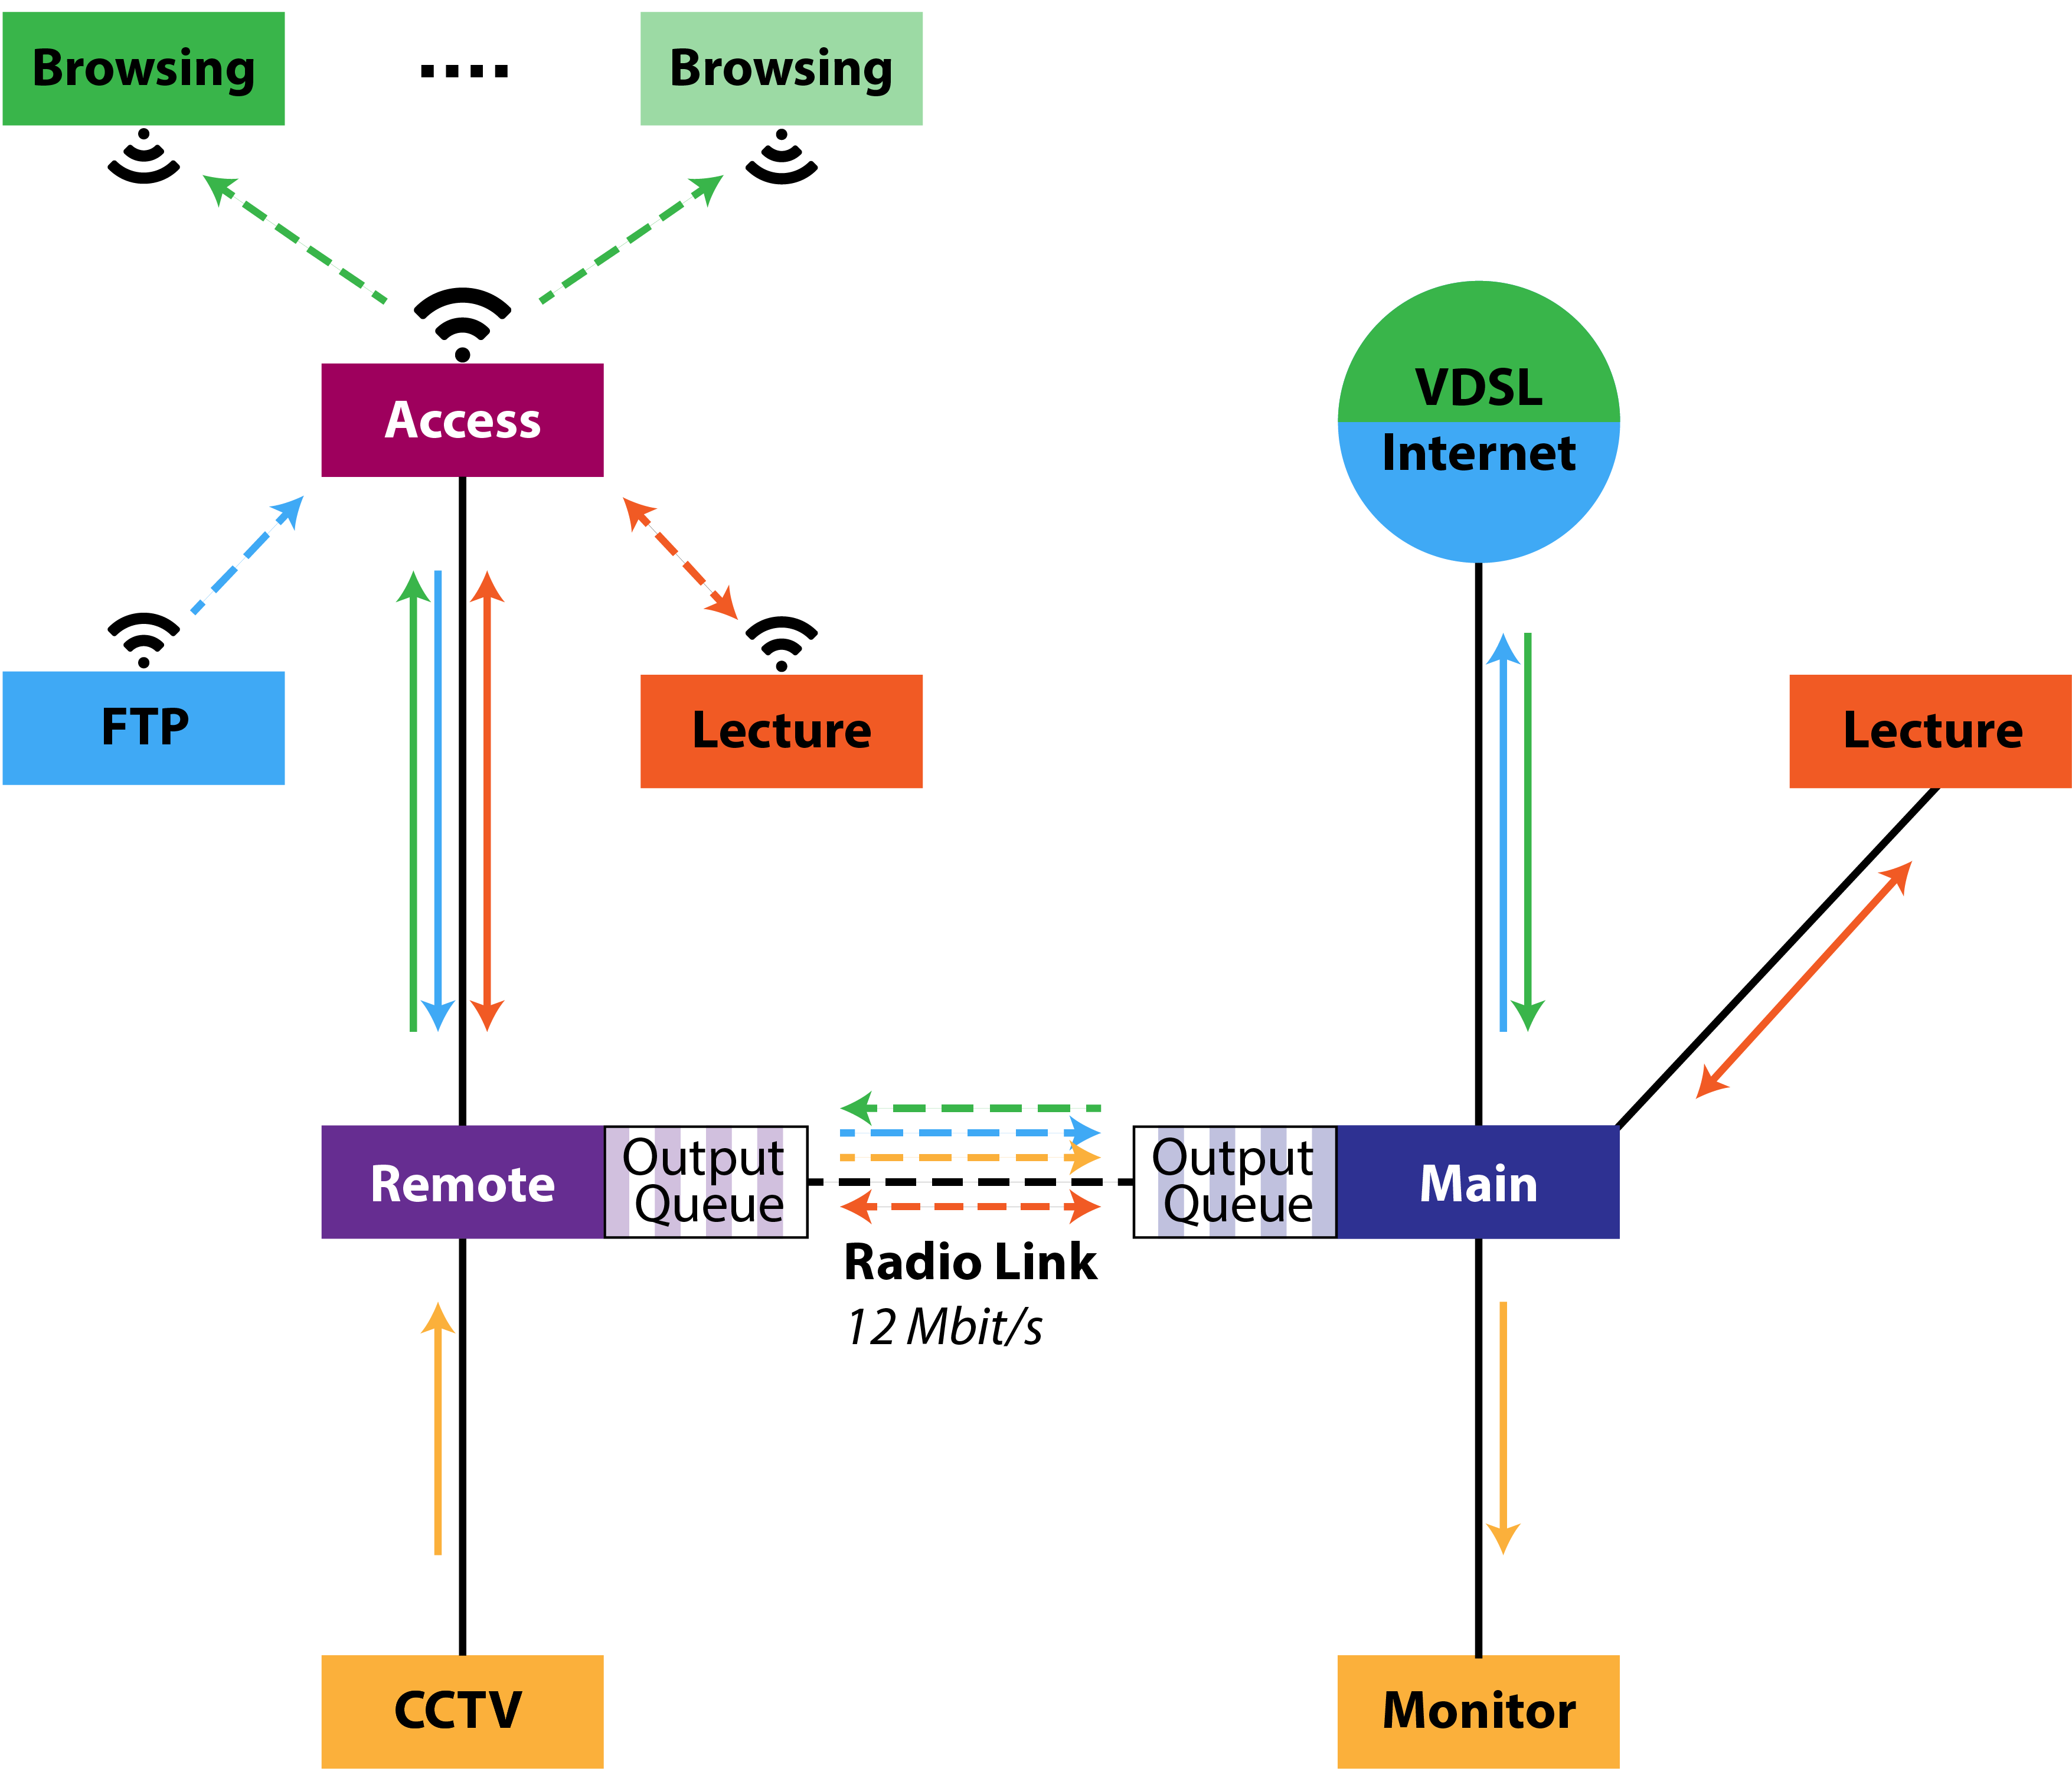 Browsing
Browsing
Access
VDSL
Internet
FTP
Lecture
Lecture
Remote
Output
Queue
Output
Queue
Main
Radio Link
12 Mbit/s
CCTV
Monitor